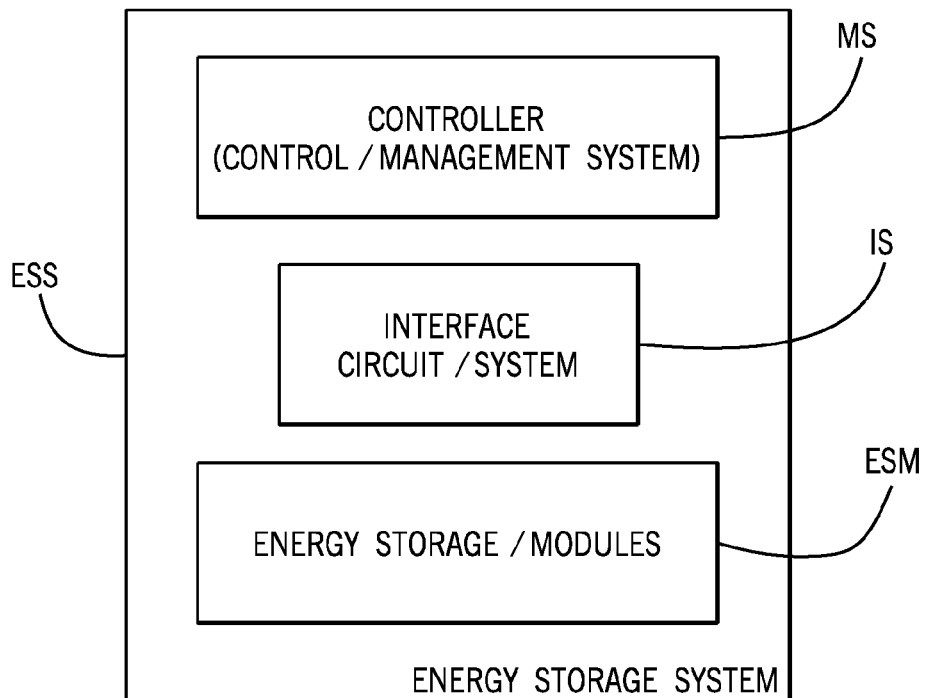 MS
CONTROLLER
(CONTROL / MANAGEMENT SYSTEM)
IS
ESS
INTERFACE
CIRCUIT / SYSTEM
ESM
ENERGY STORAGE / MODULES
ENERGY STORAGE SYSTEM